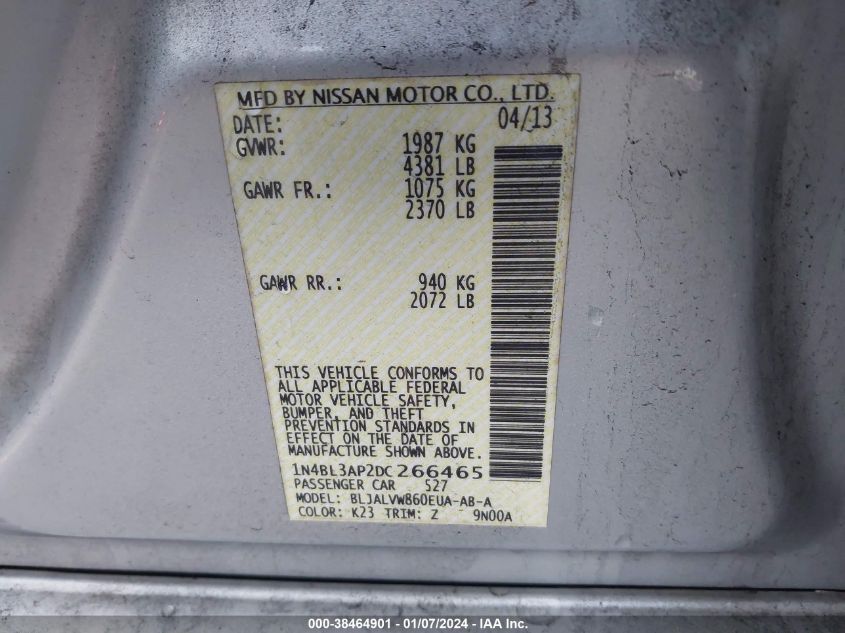 MFD BY NISSAN MOTOR CO., LTD.
DATE: 04/13
GVWR: 1987 KG
4381 LB
GAWR FR.: 1075 KG
2370 LB
GAWR RR.: 940 KG
2072 LB
THIS VEHICLE CONFORMS TO
ALL APPLICABLE FEDERAL
MOTOR VEHICLE SAFETY,
BUMPER, AND THEFT
PREVENTION STANDARDS IN
EFFECT ON THE DATE OF
MANUFACTURE SHOWN ABOVE.
1N4BL3AP2DC266465
PASSENGER CAR 527
MODEL: BLJALVW860EUA-AB-A
COLOR: K23 TRIM: Z 9N00A
000-38464901 - 01/07/2024 - IAA Inc.